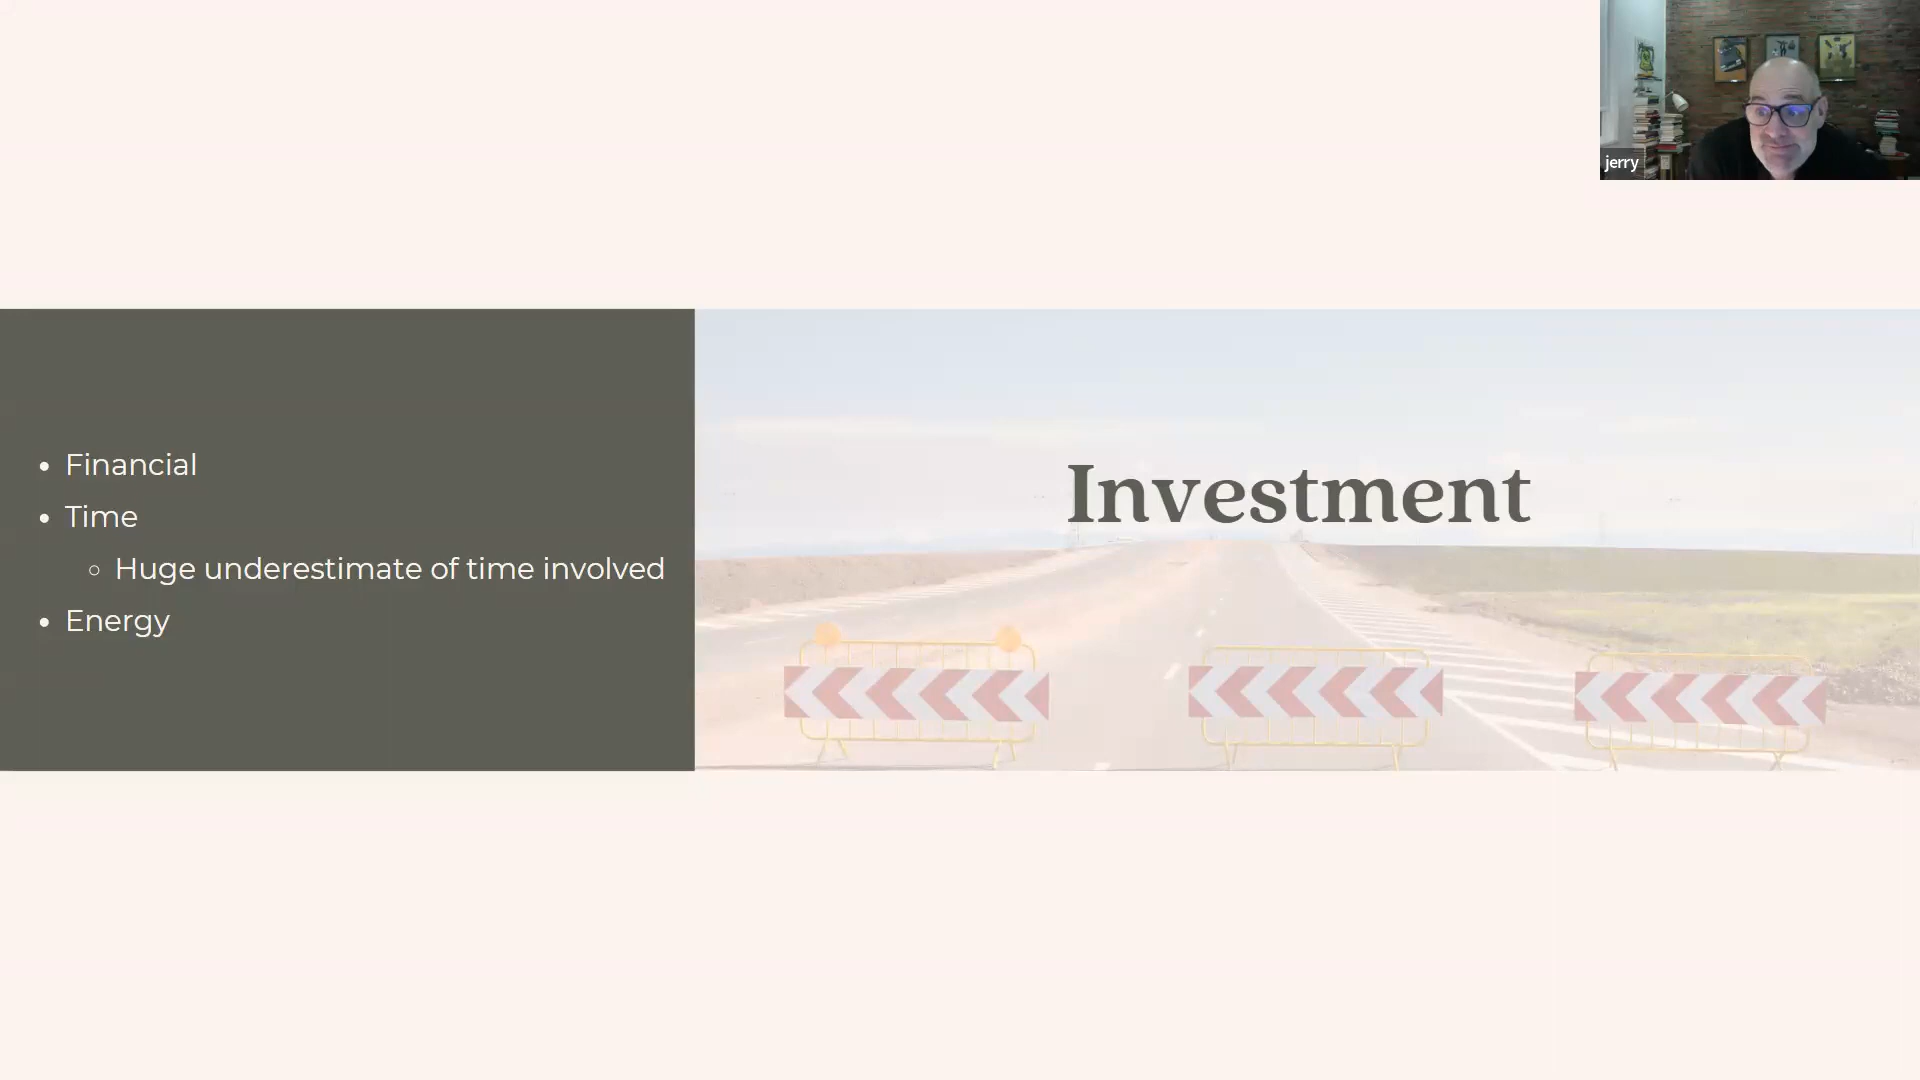 jerry
Financial
Time
Huge underestimate of time involved
Energy
Investment